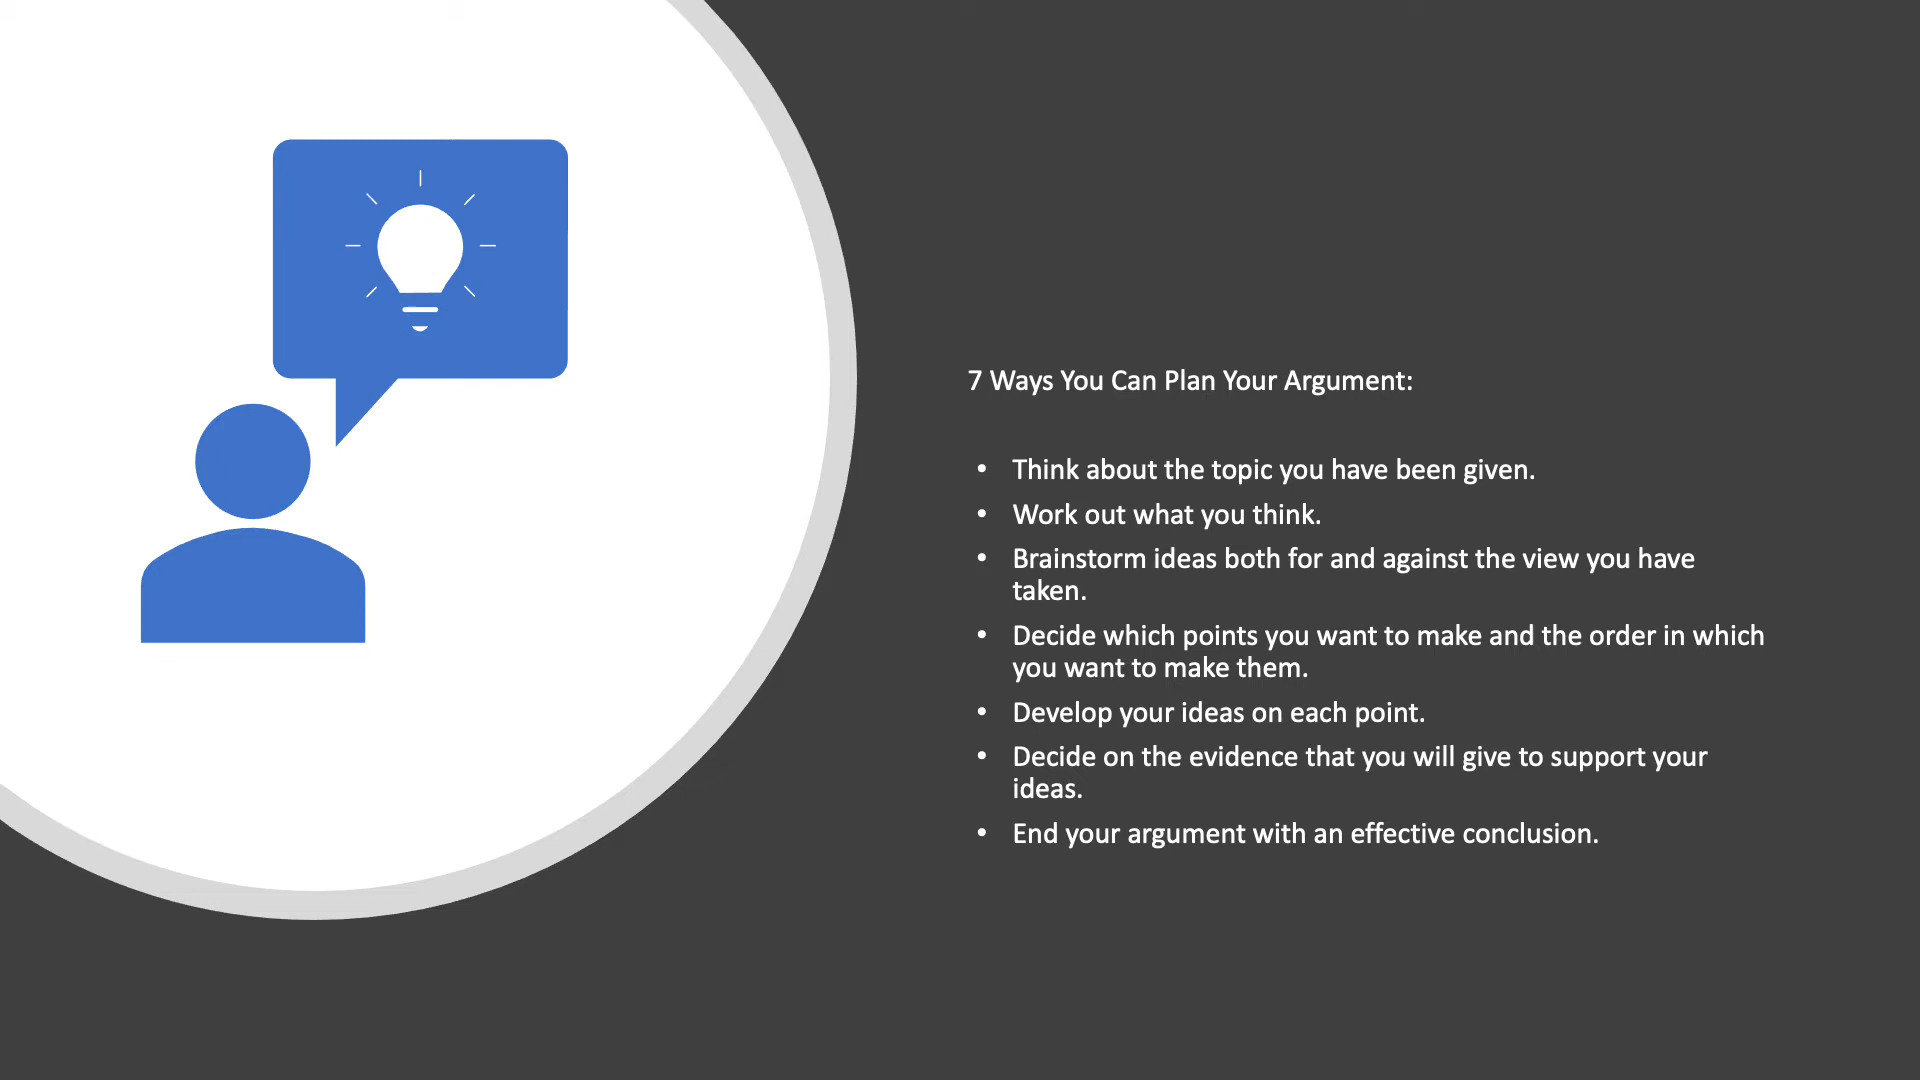 7 Ways You Can Plan Your Argument:
• Think about the topic you have been given.
• Work out what you think.
• Brainstorm ideas both for and against the view you have
taken.
• Decide which points you want to make and the order in which
you want to make them.
• Develop your ideas on each point.
• Decide on the evidence that you will give to support your
ideas.
• End your argument with an effective conclusion.